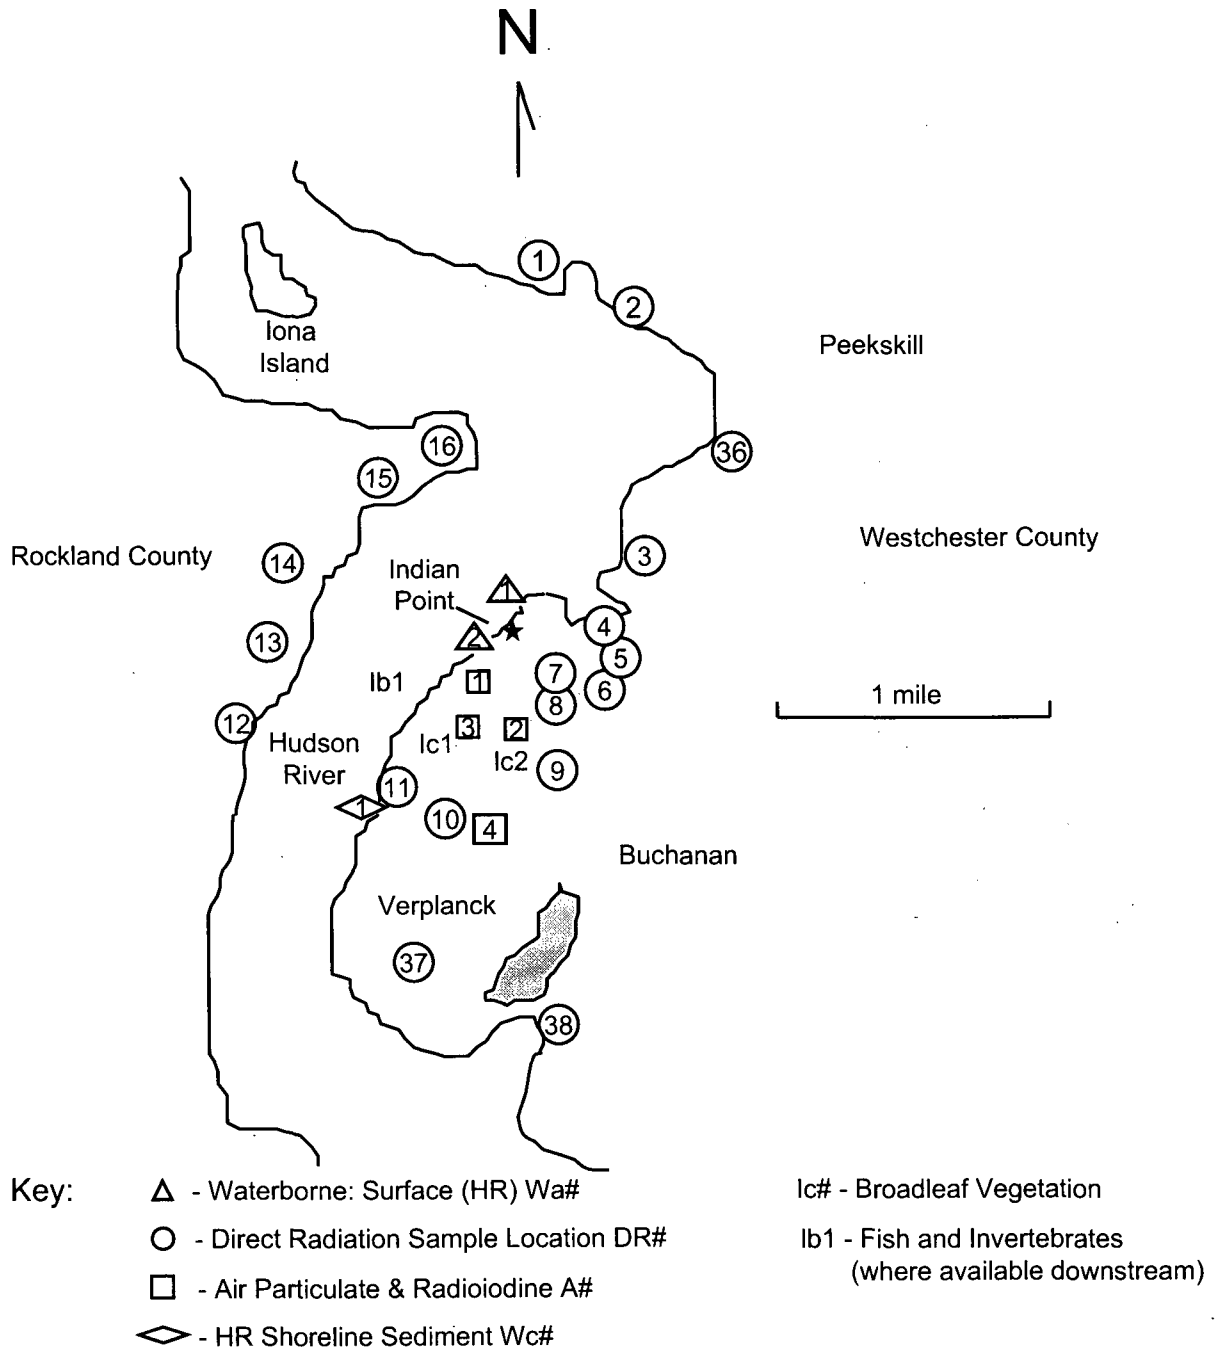 N
1
2
Iona
Island
Peekskill
16
36
15
Westchester County
Rockland County
14
3
Indian
Point
1
2
4
13
5
7
Ib1
1
6
8
1 mile
12
3
2
Ic1
Hudson
River
Ic2
9
11
1
10
4
Buchanan
Verplanck
37
38
Key:
- Waterborne: Surface (HR) Wa#
Ic# - Broadleaf Vegetation
- Direct Radiation Sample Location DR#
Ib1 - Fish and Invertebrates
(where available downstream)
- Air Particulate & Radioiodine A#
- HR Shoreline Sediment Wc#